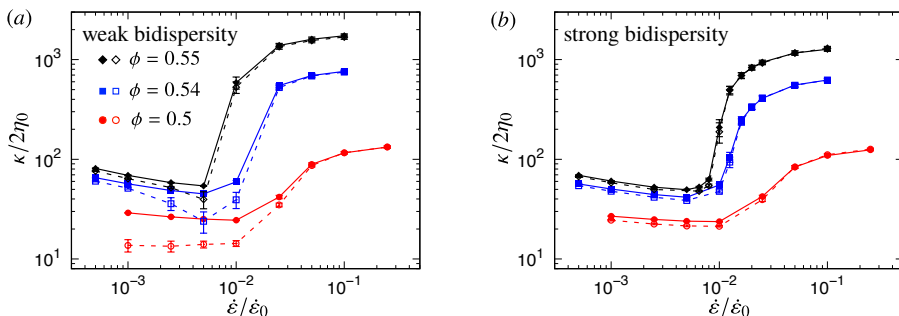 (a)
weak bidispersity
ϕ = 0.55
ϕ = 0.54
ϕ = 0.5
κ/2η₀
10³
10²
10¹
10⁻³
10⁻²
10⁻¹
ε̇/ε̇₀
(b)
strong bidispersity
κ/2η₀
10³
10²
10¹
10⁻³
10⁻²
10⁻¹
ε̇/ε̇₀